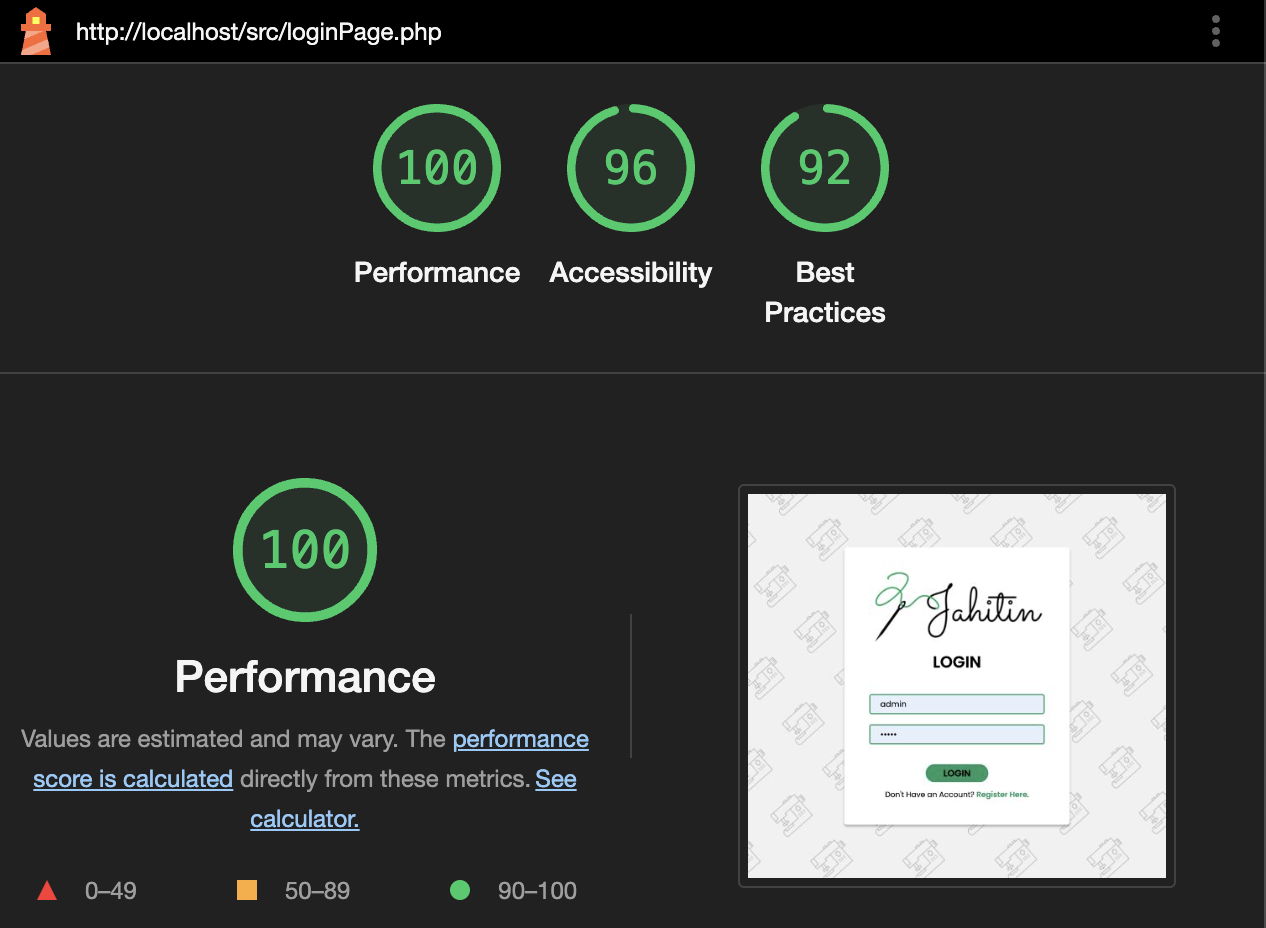 http://localhost/src/loginPage.php
100
96
92
Performance
Accessibility
Best
Practices
100
Performance
Values are estimated and may vary. The performance
score is calculated directly from these metrics. See
calculator.
0–49
50–89
90–100
Jahitin
LOGIN
admin
•••••
LOGIN
Don't Have an Account? Register Here.